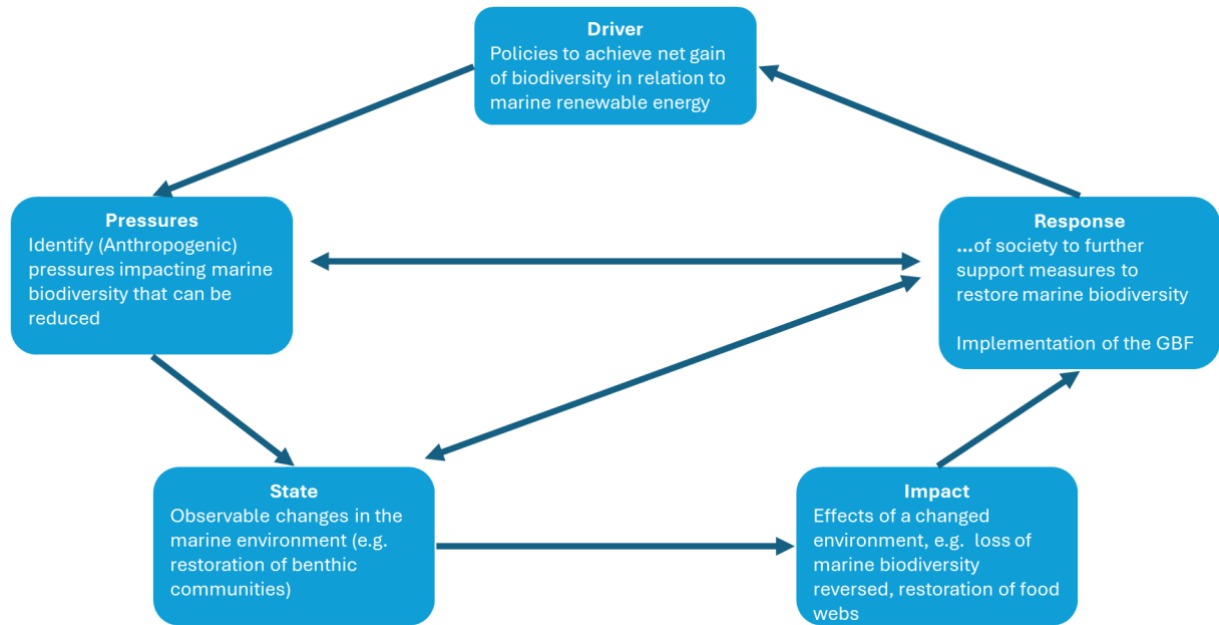 Driver
Policies to achieve net gain
of biodiversity in relation to
marine renewable energy
Pressures
Identify (Anthropogenic)
pressures impacting marine
biodiversity that can be
reduced
Response
...of society to further
support measures to
restore marine biodiversity
Implementation of the GBF
State
Observable changes in the
marine environment (e.g.
restoration of benthic
communities)
Impact
Effects of a changed
environment, e.g. loss of
marine biodiversity
reversed, restoration of food
webs